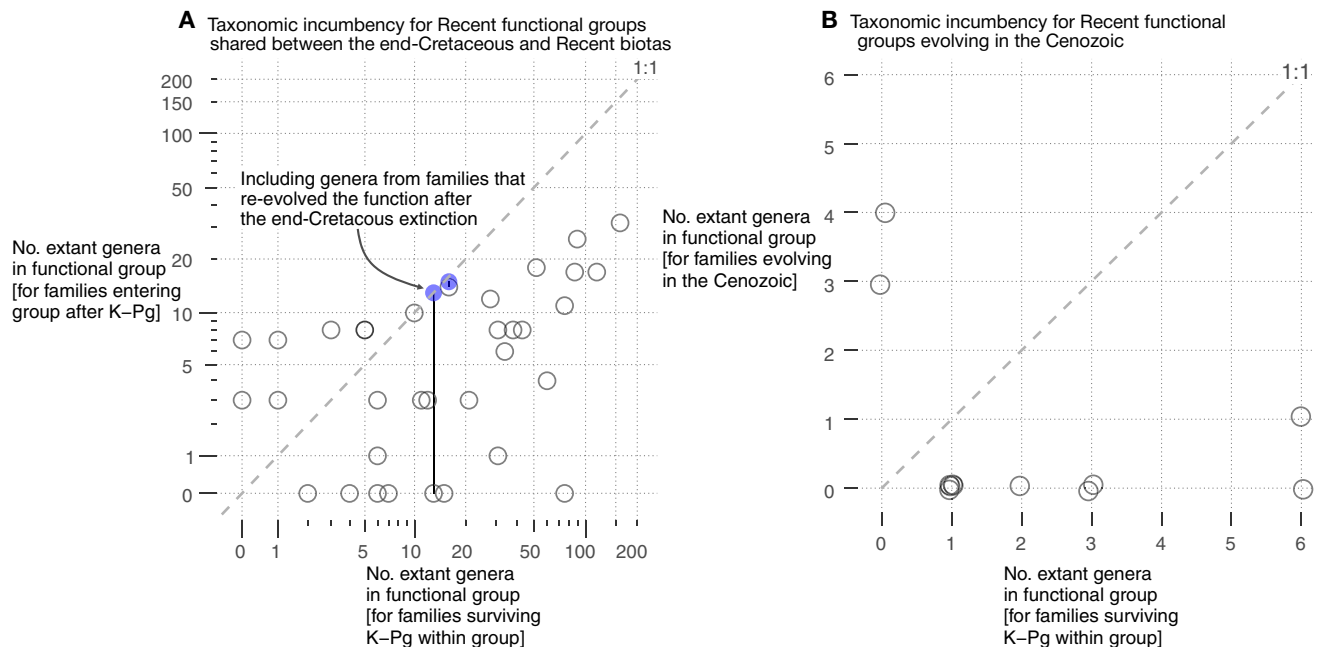 A Taxonomic incumbency for Recent functional groups
shared between the end-Cretaceous and Recent biotas
1:1
200
150
100
50
20
10
5
1
0
Including genera from families that
re-evolved the function after
the end-Cretacous extinction
No. extant genera
in functional group
[for families entering
group after K–Pg]
0 1 5 10 20 50 100 200
No. extant genera
in functional group
[for families surviving
K–Pg within group]
B Taxonomic incumbency for Recent functional
groups evolving in the Cenozoic
1:1
6
5
4
3
2
1
0
No. extant genera
in functional group
[for families evolving
in the Cenozoic]
0 1 2 3 4 5 6
No. extant genera
in functional group
[for families surviving
K–Pg within group]